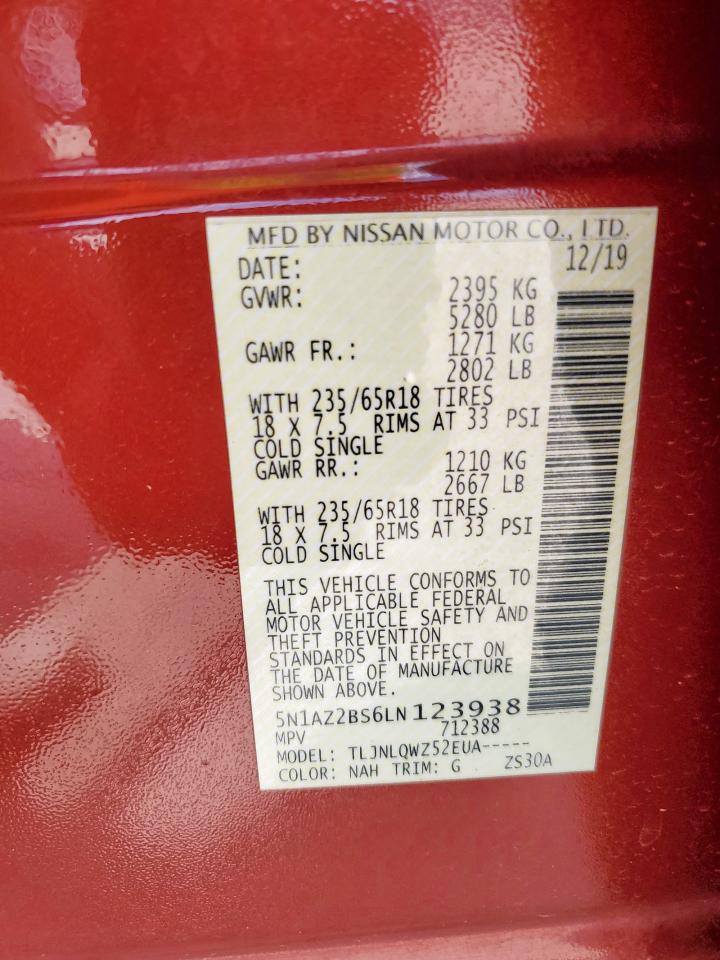 MFD BY NISSAN MOTOR CO., LTD.
DATE: 12/19
GVWR: 2395 KG
5280 LB
GAWR FR.: 1271 KG
2802 LB
WITH 235/65R18 TIRES
18 X 7.5 RIMS AT 33 PSI
COLD SINGLE
GAWR RR.: 1210 KG
2667 LB
WITH 235/65R18 TIRES
18 X 7.5 RIMS AT 33 PSI
COLD SINGLE
THIS VEHICLE CONFORMS TO
ALL APPLICABLE FEDERAL
MOTOR VEHICLE SAFETY AND
THEFT PREVENTION
STANDARDS IN EFFECT ON
THE DATE OF MANUFACTURE
SHOWN ABOVE.
5N1AZ2BS6LN123938
MPV 712388
MODEL: TLJNLQWZ52EUA-----
COLOR: NAH TRIM: G ZS30A